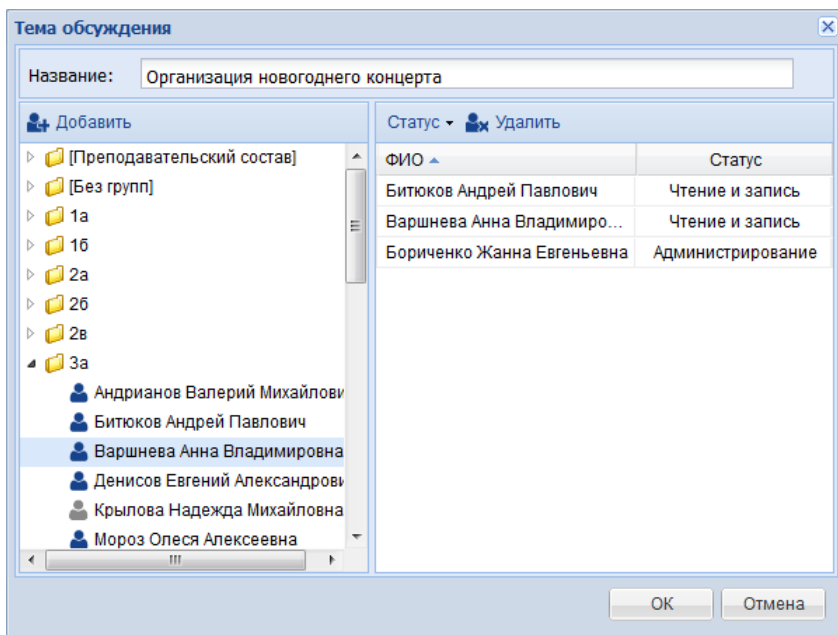 Тема обсуждения
Название: Организация новогоднего концерта
Добавить
[Преподавательский состав]
[Без групп]
1а
1б
2а
2б
2в
3а
Андрианов Валерий Михайлови
Битюков Андрей Павлович
Варшнева Анна Владимировна
Денисов Евгений Александрови
Крылова Надежда Михайловна
Мороз Олеся Алексеевна
Статус Удалить
ФИО Статус
Битюков Андрей Павлович Чтение и запись
Варшнева Анна Владимиро... Чтение и запись
Бориченко Жанна Евгеньевна Администрирование
ОК Отмена